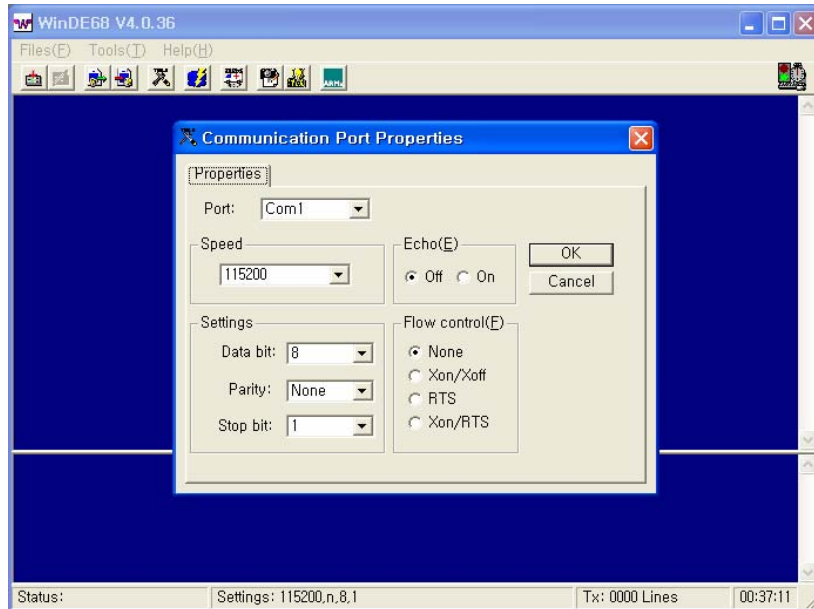 WinDE68 V4.0.36
Files(F) Tools(T) Help(H)
ARM
Communication Port Properties
Properties
Port: Com1
Speed
115200
Echo(E)
Off On
OK
Cancel
Settings
Data bit: 8
Parity: None
Stop bit: 1
Flow control(F)
None
Xon/Xoff
RTS
Xon/RTS
Status: Settings: 115200,n,8,1 Tx: 0000 Lines 00:37:11